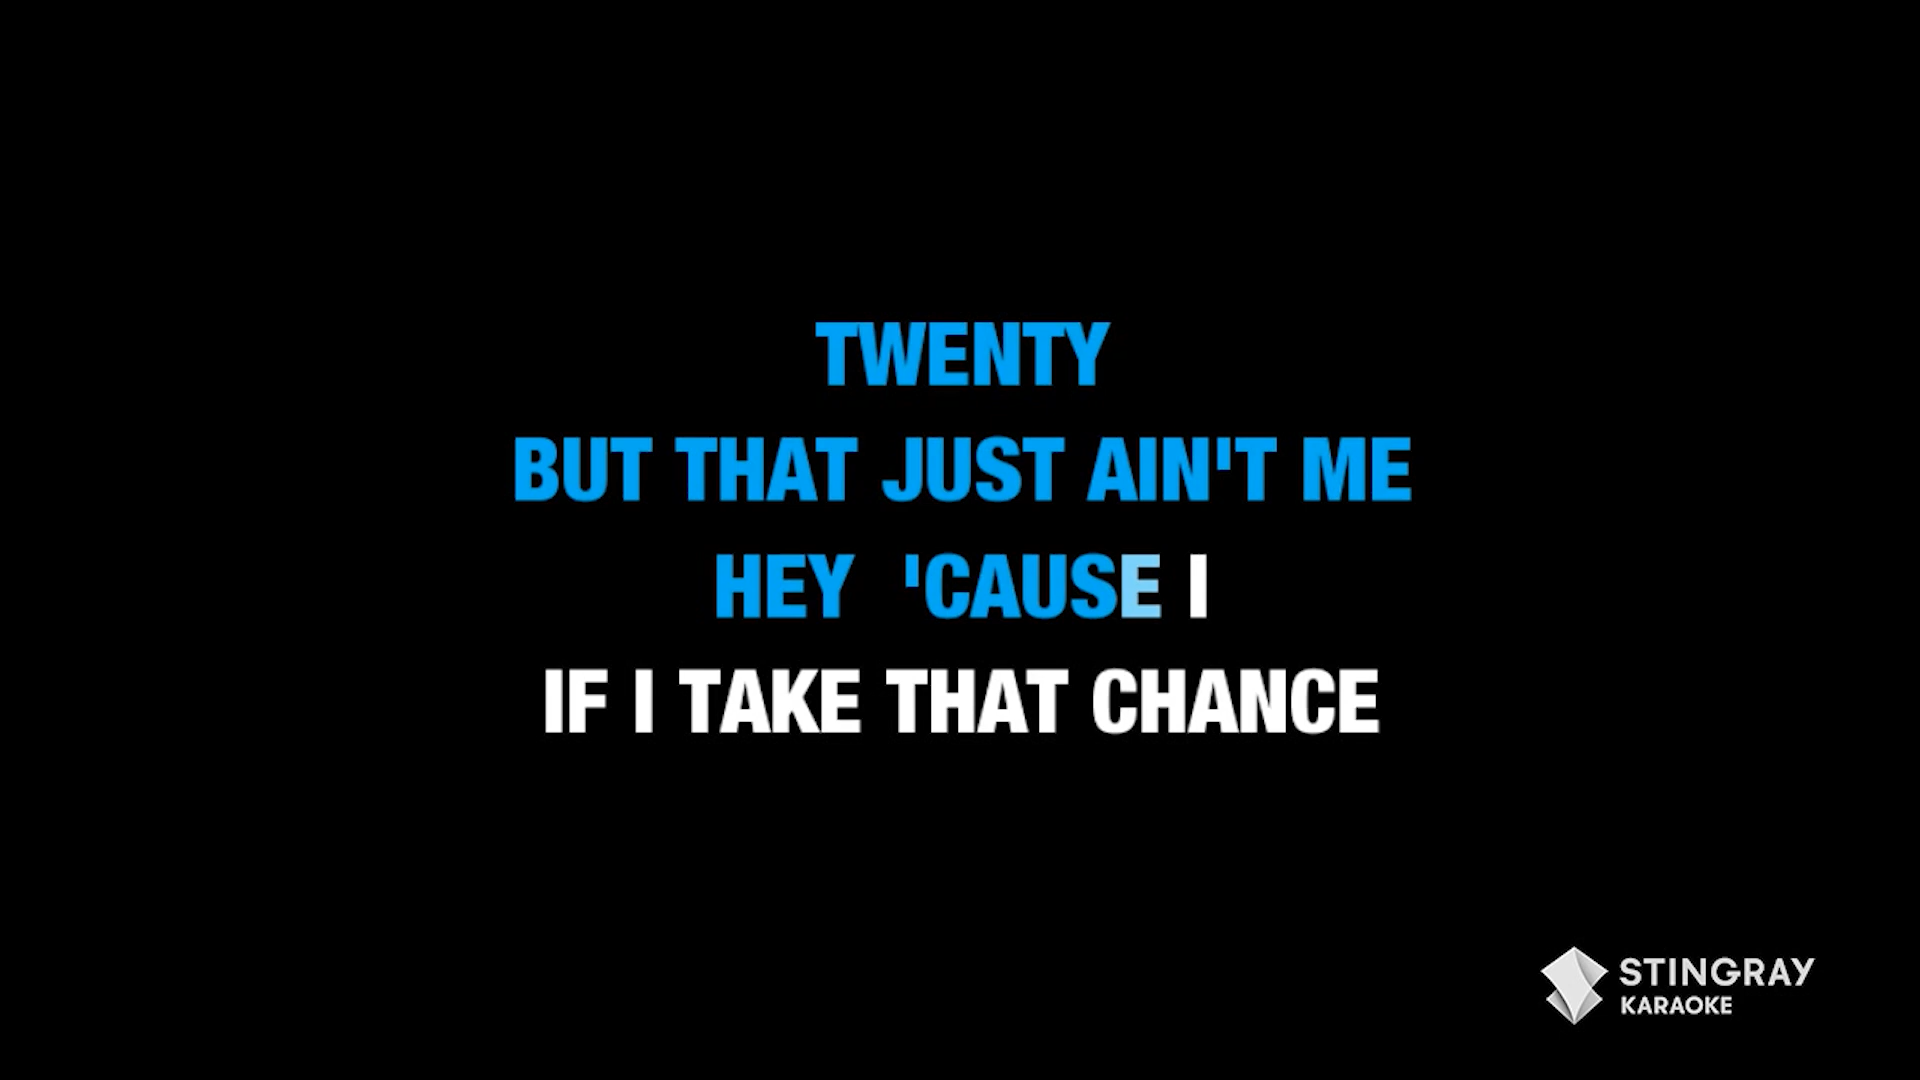 TWENTY
BUT THAT JUST AIN'T ME
HEY 'CAUSE I
IF I TAKE THAT CHANCE
STINGRAY
KARAOKE